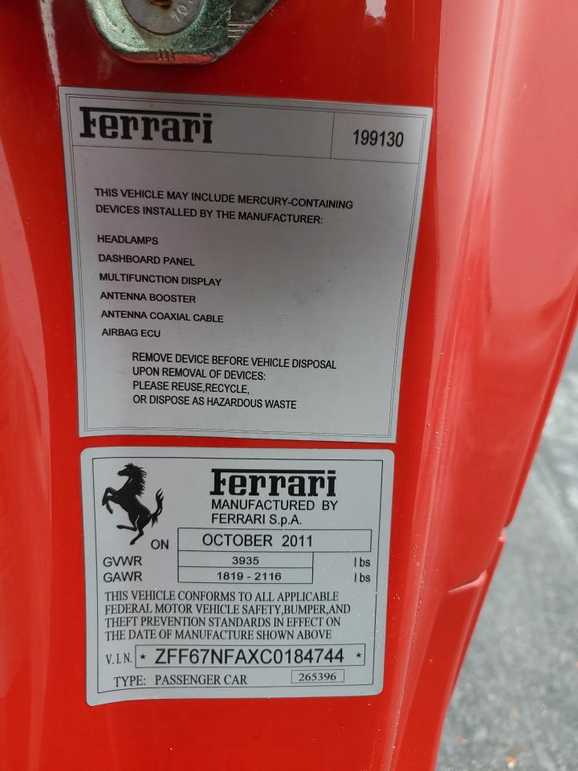 Ferrari
199130
THIS VEHICLE MAY INCLUDE MERCURY-CONTAINING
DEVICES INSTALLED BY THE MANUFACTURER:
HEADLAMPS
DASHBOARD PANEL
MULTIFUNCTION DISPLAY
ANTENNA BOOSTER
ANTENNA COAXIAL CABLE
AIRBAG ECU
REMOVE DEVICE BEFORE VEHICLE DISPOSAL
UPON REMOVAL OF DEVICES:
PLEASE REUSE,RECYCLE,
OR DISPOSE AS HAZARDOUS WASTE
Ferrari
MANUFACTURED BY
FERRARI S.p.A.
ON OCTOBER 2011
GVWR 3935 lbs
GAWR 1819 - 2116 lbs
THIS VEHICLE CONFORMS TO ALL APPLICABLE
FEDERAL MOTOR VEHICLE SAFETY,BUMPER,AND
THEFT PREVENTION STANDARDS IN EFFECT ON
THE DATE OF MANUFACTURE SHOWN ABOVE
V.I.N. * ZFF67NFAXC0184744 *
TYPE: PASSENGER CAR 265396